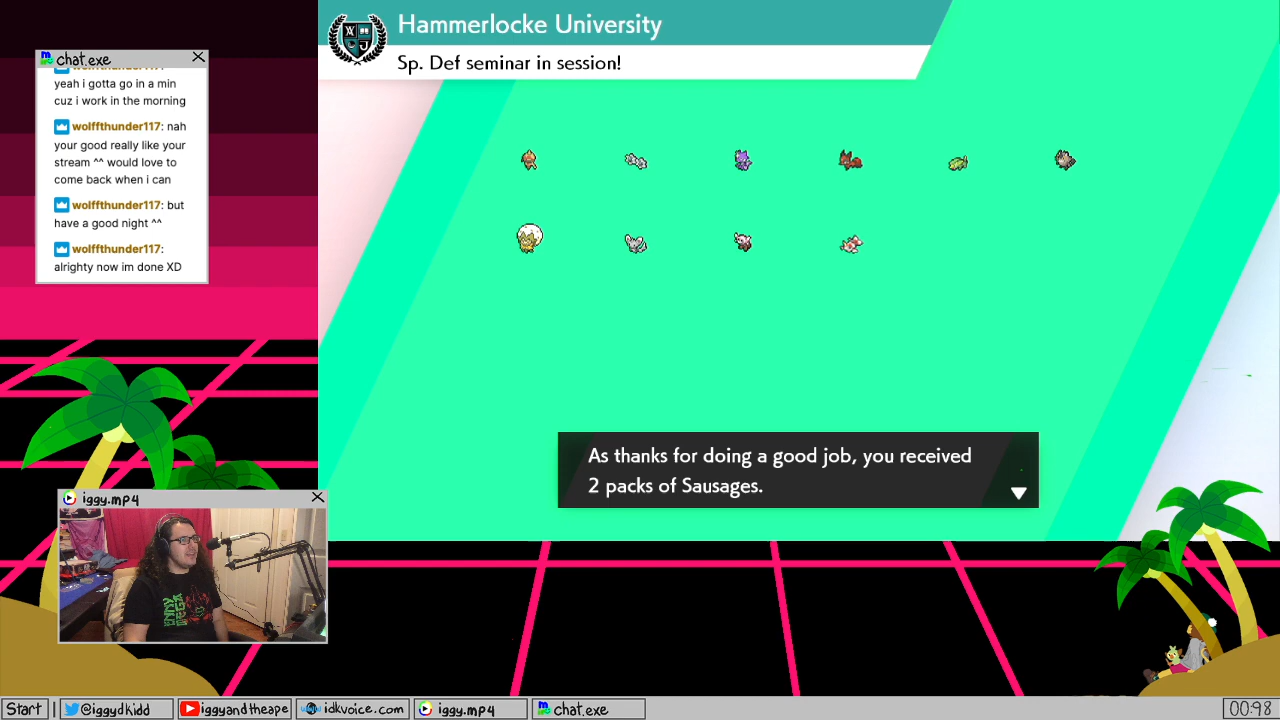 Hammerlocke University
Sp. Def seminar in session!
chat.exe
wolffthunder117:
yeah i gotta go in a min
cuz i work in the morning
wolffthunder117: nah
your good really like your
stream ^^ would love to
come back when i can
wolffthunder117: but
have a good night ^^
wolffthunder117:
alrighty now im done XD
As thanks for doing a good job, you received
2 packs of Sausages.
iggy.mp4
Start | @iggydkidd iggyandtheape idkvoice.com iggy.mp4 chat.exe 00:98